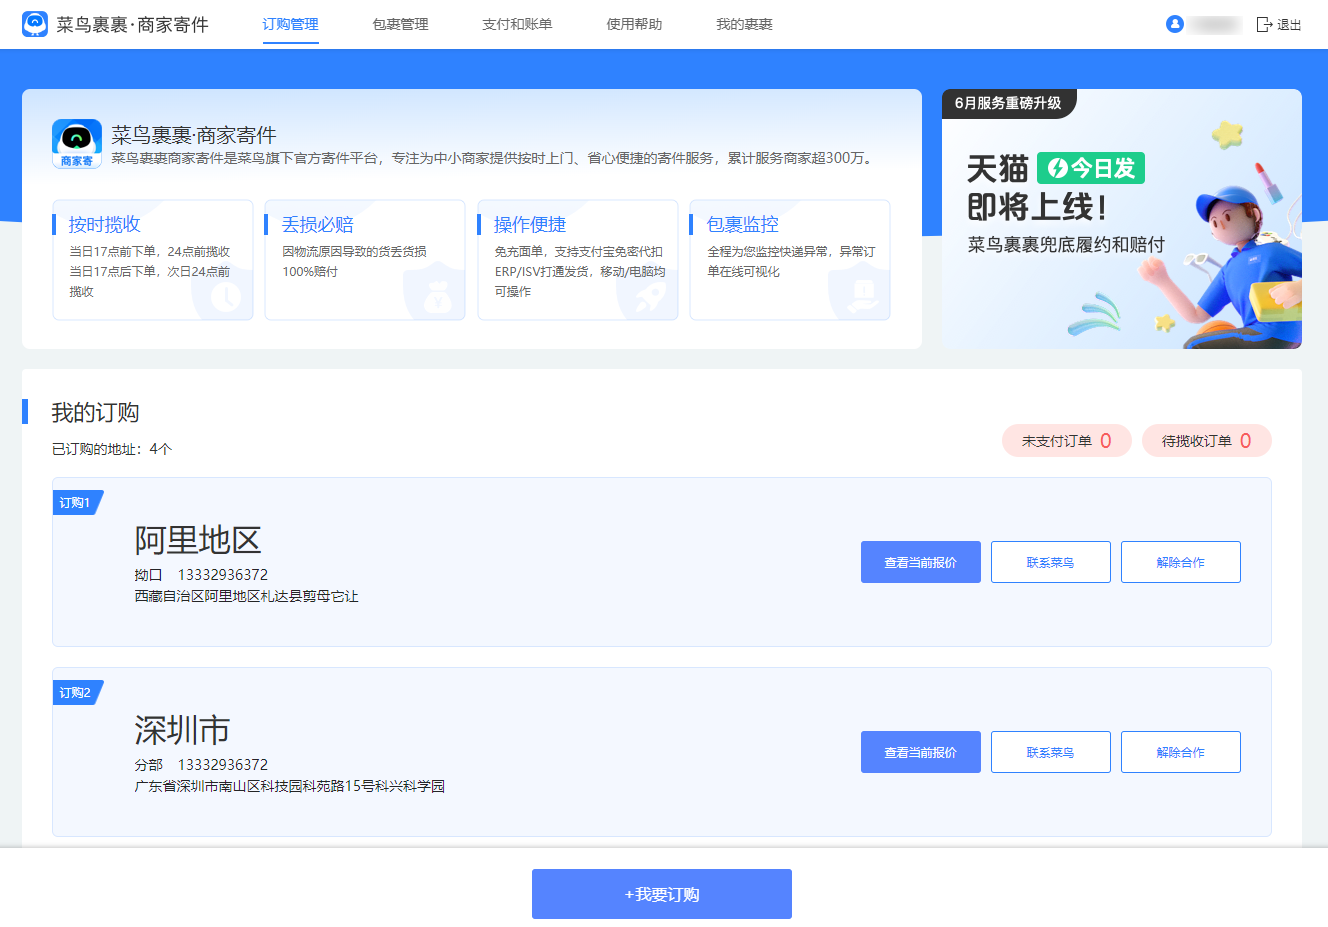 菜鸟裹裹·商家寄件
订购管理
包裹管理
支付和账单
使用帮助
我的裹裹
退出
菜鸟裹裹·商家寄件
商家寄
菜鸟裹裹商家寄件是菜鸟旗下官方寄件平台，专注为中小商家提供按时上门、省心便捷的寄件服务，累计服务商家超300万。
按时揽收
当日17点前下单，24点前揽收
当日17点后下单，次日24点前
揽收
丢损必赔
因物流原因导致的货丢货损
100%赔付
操作便捷
免充面单，支持支付宝免密代扣
ERP/ISV打通发货，移动/电脑均
可操作
包裹监控
全程为您监控快递异常，异常订
单在线可视化
6月服务重磅升级
天猫 今日发
即将上线！
菜鸟裹裹兜底履约和赔付
我的订购
已订购的地址：4个
未支付订单 0
待揽收订单 0
订购1
阿里地区
拗口 13332936372
西藏自治区阿里地区札达县剪母它让
查看当前报价
联系菜鸟
解除合作
订购2
深圳市
分部 13332936372
广东省深圳市南山区科技园科苑路15号科兴科学园
查看当前报价
联系菜鸟
解除合作
+我要订购